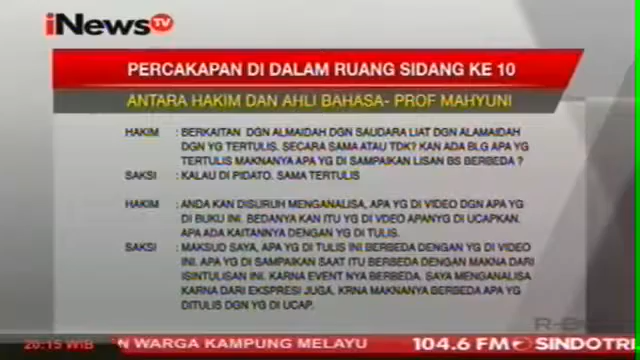 iNews TV
PERCAKAPAN DI DALAM RUANG SIDANG KE 10
ANTARA HAKIM DAN AHLI BAHASA- PROF MAHYUNI
HAKIM : BERKAITAN DGN ALMAIDAH DGN SAUDARA LIAT DGN ALAMAIDAH
DGN YG TERTULIS. SECARA SAMA ATAU TDK? KAN ADA BLG YG
TERTULIS MAKNANYA APA YG DI SAMPAIKAN LISAN BS BERBEDA ?
SAKSI : KALAU DI PIDATO. SAMA TERTULIS
HAKIM : ANDA KAN DISURUH MENGANALISA, APA YG DI VIDEO DGN APA YG
DI BUKU INI. BEDANYA KAN ITU YG DI VDEO APANYG DI UCAPKAN.
APA ADA KAITANNYA DENGAN YG DI TULIS.
SAKSI : MAKSUD SAYA, APA YG DI TULIS INI BERBEDA DENGAN YG DI VIDEO
INI. APA YG DI SAMPAIKAN SAAT ITU BERBEDA DENGAN MAKNA DARI
ISINTULISAN INI. KARNA EVENT NYA BERBEDA. SAYA MENGANALISA
KARNA DARI EKSPRESI JUGA, KRNA MAKNANYA BERBEDA APA YG
DITULIS DGN YG DI UCAP.
20:15 WIB
N WARGA KAMPUNG MELAYU
104.6 FM
SINDOTRI